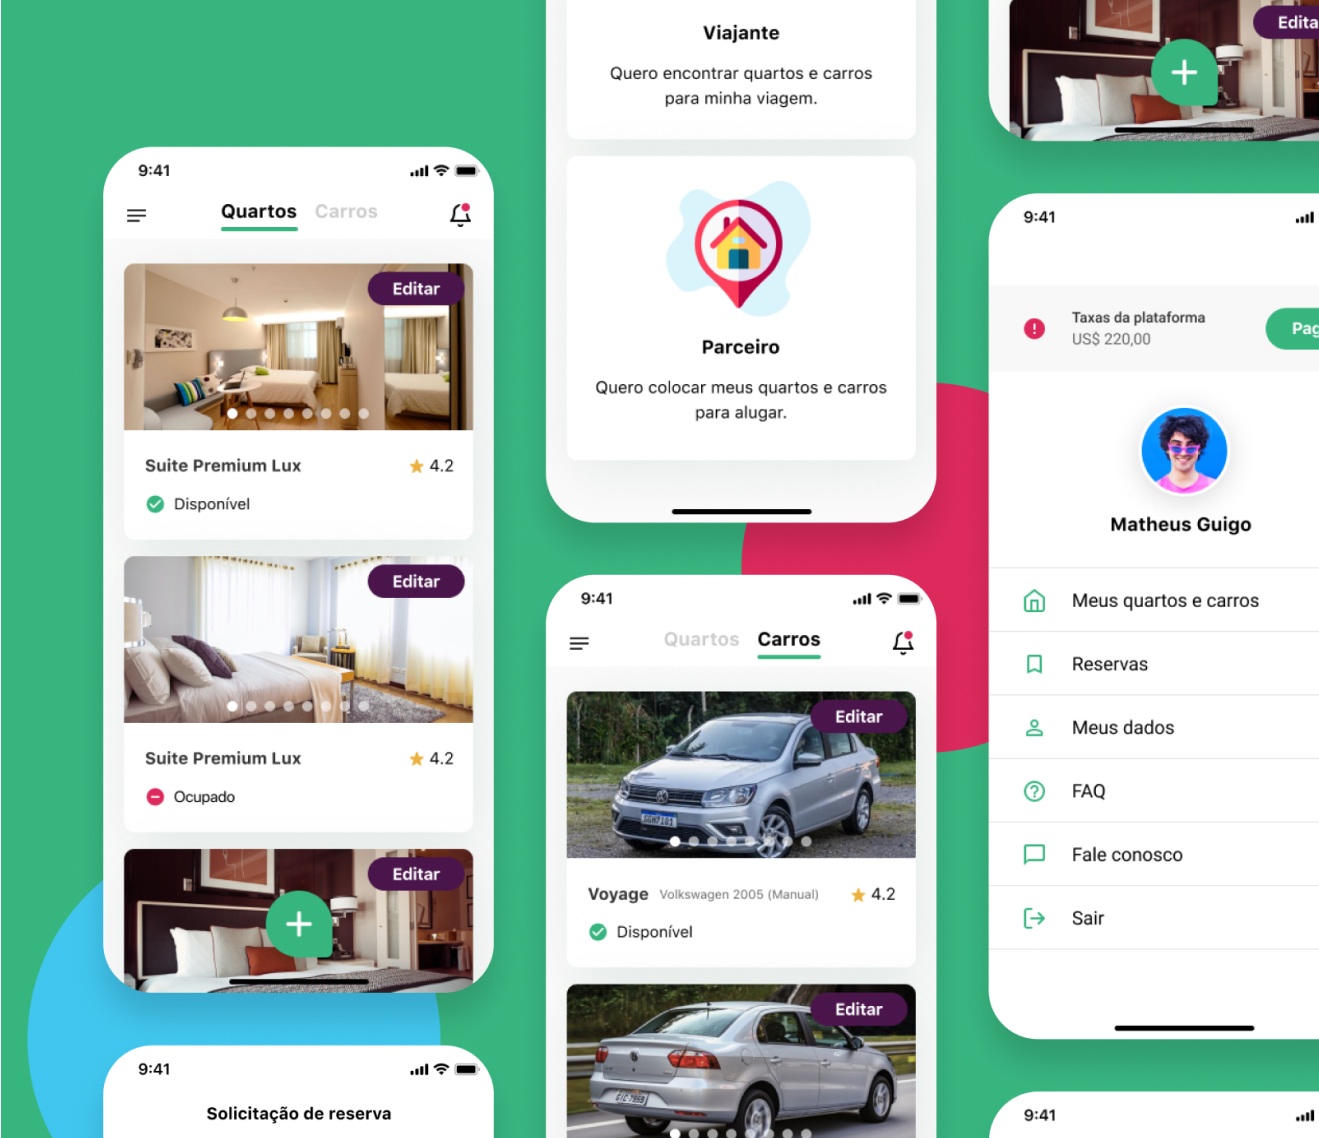 9:41
Quartos Carros
Editar
Suite Premium Lux 4.2
Disponível
Editar
Suite Premium Lux 4.2
Ocupado
Editar
9:41
Solicitação de reserva
Viajante
Quero encontrar quartos e carros
para minha viagem.
Parceiro
Quero colocar meus quartos e carros
para alugar.
9:41
Quartos Carros
Editar
Voyage Volkswagen 2005 (Manual) 4.2
Disponível
Editar
Edita
9:41
Taxas da plataforma
US$ 220,00
Pag
Matheus Guigo
Meus quartos e carros
Reservas
Meus dados
FAQ
Fale conosco
Sair
9:41